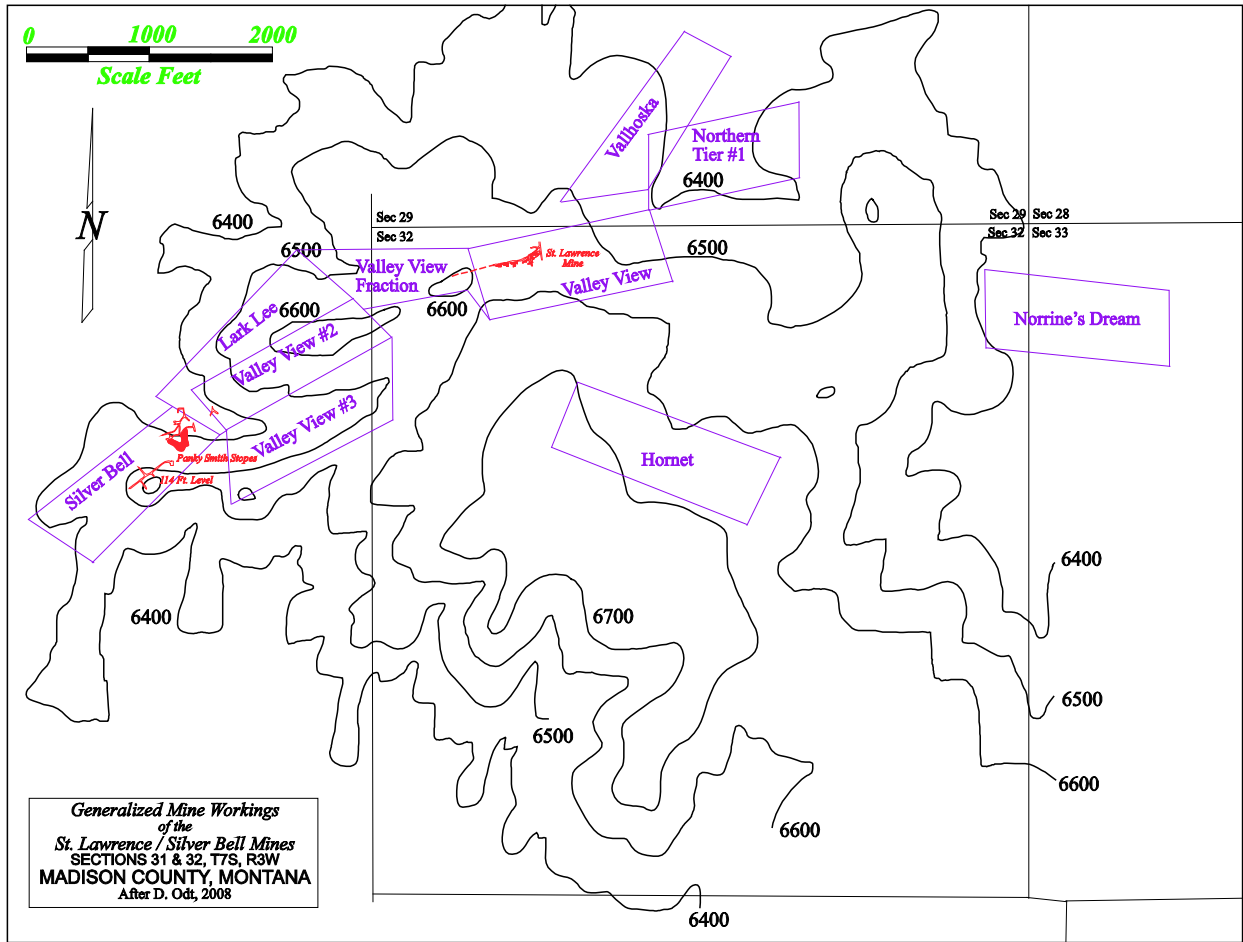 0 1000 2000
Scale Feet
N
Vallhoska
Northern
Tier #1
6400
6400
Sec 29
Sec 32
Sec 29
Sec 28
Sec 32
Sec 33
6500
6500
Valley View
Fraction
St. Lawrence
Mine
Valley View
6600
6600
Lark Lee
Valley View #2
Norrine's Dream
Valley View #3
Silver Bell
Panky Smith Stopes
114 Ft. Level
Hornet
6400
6400
6700
6500
6500
6600
6600
6400
Generalized Mine Workings
of the
St. Lawrence / Silver Bell Mines
SECTIONS 31 & 32, T7S, R3W
MADISON COUNTY, MONTANA
After D. Odt, 2008